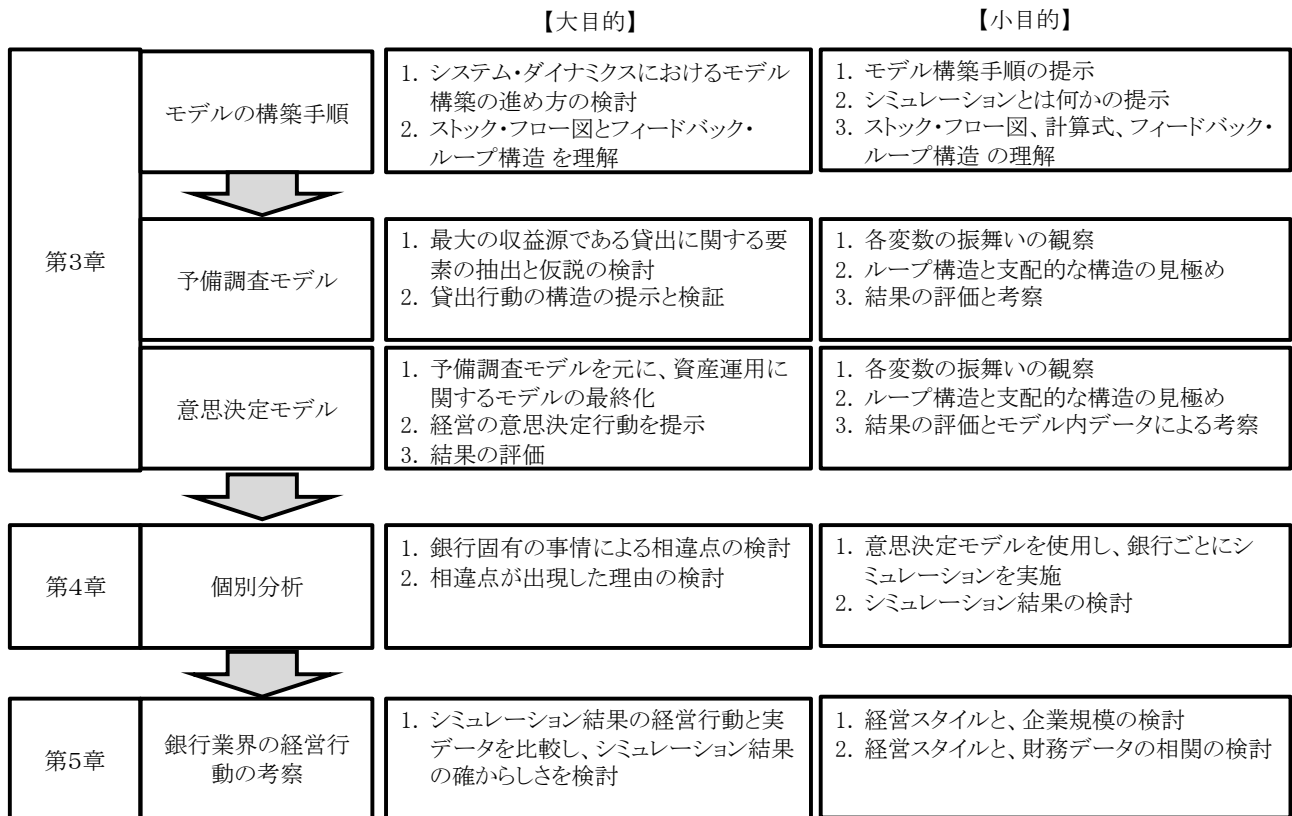 【大目的】
【小目的】
第3章
モデルの構築手順
1. システム・ダイナミクスにおけるモデル
構築の進め方の検討
2. ストック・フロー図とフィードバック・
ループ構造 を理解
1. モデル構築手順の提示
2. シミュレーションとは何かの提示
3. ストック・フロー図、計算式、フィードバック・
ループ構造 の理解
予備調査モデル
1. 最大の収益源である貸出に関する要
素の抽出と仮説の検討
2. 貸出行動の構造の提示と検証
1. 各変数の振舞いの観察
2. ループ構造と支配的な構造の見極め
3. 結果の評価と考察
意思決定モデル
1. 予備調査モデルを元に、資産運用に
関するモデルの最終化
2. 経営の意思決定行動を提示
3. 結果の評価
1. 各変数の振舞いの観察
2. ループ構造と支配的な構造の見極め
3. 結果の評価とモデル内データによる考察
第4章
個別分析
1. 銀行固有の事情による相違点の検討
2. 相違点が出現した理由の検討
1. 意思決定モデルを使用し、銀行ごとにシ
ミュレーションを実施
2. シミュレーション結果の検討
第5章
銀行業界の経営行
動の考察
1. シミュレーション結果の経営行動と実
データを比較し、シミュレーション結果
の確からしさを検討
1. 経営スタイルと、企業規模の検討
2. 経営スタイルと、財務データの相関の検討